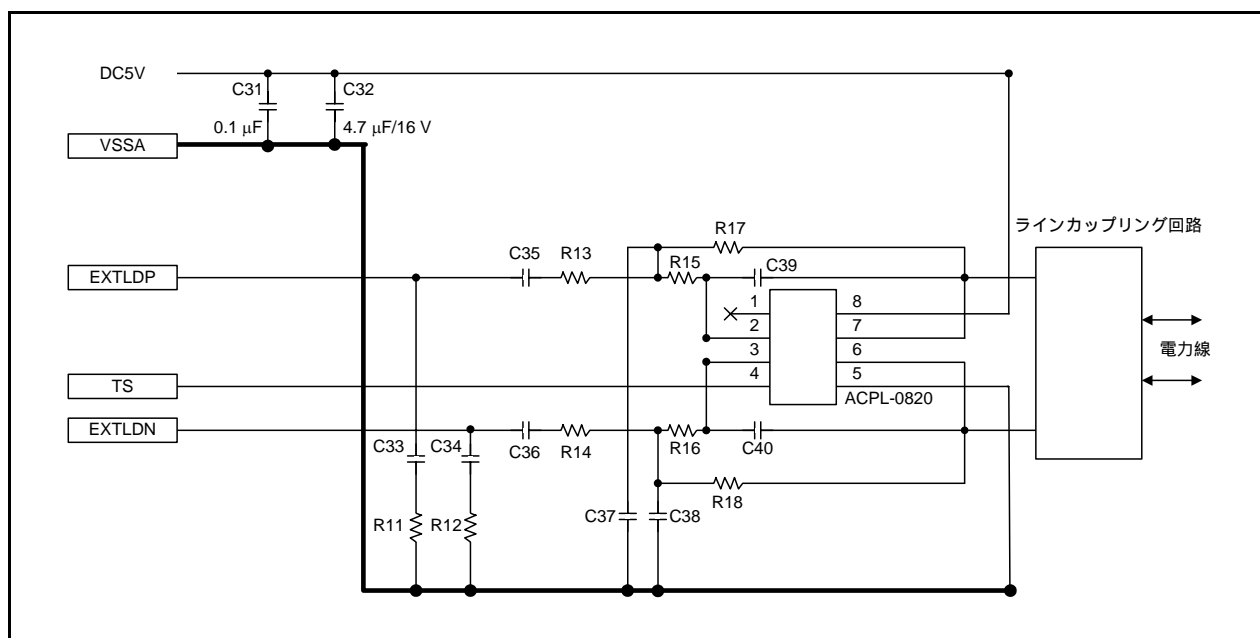 DC5V
C31
C32
0.1 μF
4.7 μF/16 V
VSSA
ラインカップリング回路
R17
C35
R13
R15
C39
EXTLDP
1
8
2
7
3
6
4
5
電力線
TS
ACPL-0820
EXTLDN
C33
C34
C36
R14
R16
C40
R18
R11
R12
C37
C38